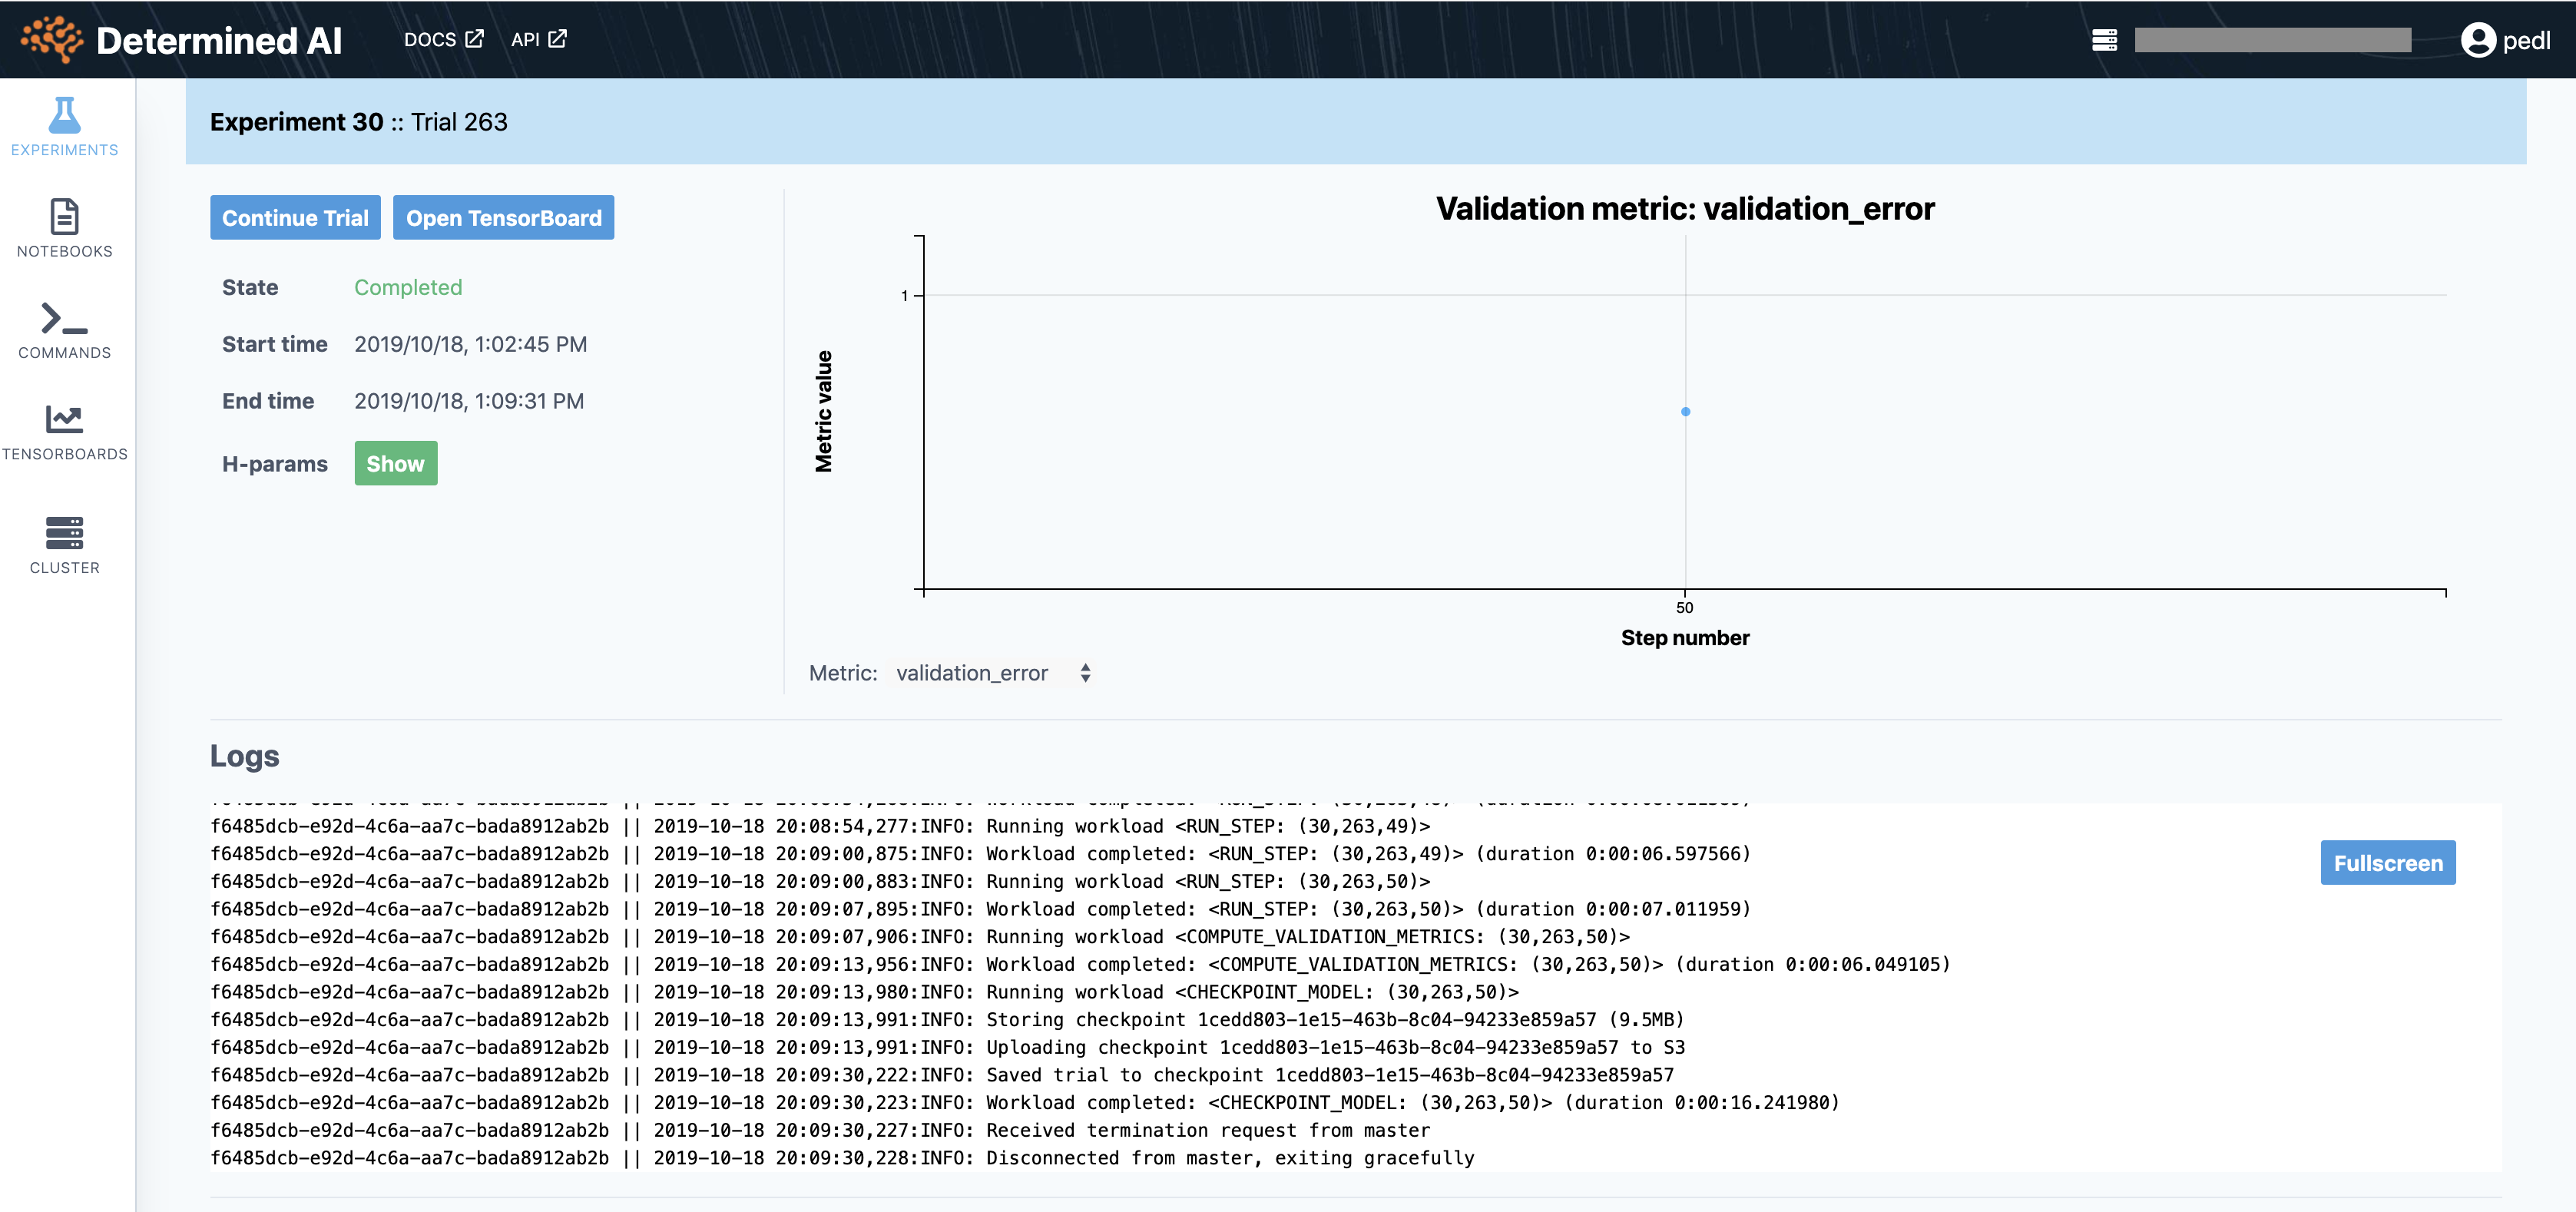 Determined AI
DOCS
API
pedl
EXPERIMENTS
NOTEBOOKS
COMMANDS
TENSORBOARDS
CLUSTER
Experiment 30 :: Trial 263
Continue Trial
Open TensorBoard
State Completed
Start time 2019/10/18, 1:02:45 PM
End time 2019/10/18, 1:09:31 PM
H-params Show
Validation metric: validation_error
1
Metric value
50
Step number
Metric: validation_error
Logs
f6485dcb-e92d-4c6a-aa7c-bada8912ab2b || 2019-10-18 20:08:54,277:INFO: Running workload <RUN_STEP: (30,263,49)>
f6485dcb-e92d-4c6a-aa7c-bada8912ab2b || 2019-10-18 20:09:00,875:INFO: Workload completed: <RUN_STEP: (30,263,49)> (duration 0:00:06.597566)
f6485dcb-e92d-4c6a-aa7c-bada8912ab2b || 2019-10-18 20:09:00,883:INFO: Running workload <RUN_STEP: (30,263,50)>
f6485dcb-e92d-4c6a-aa7c-bada8912ab2b || 2019-10-18 20:09:07,895:INFO: Workload completed: <RUN_STEP: (30,263,50)> (duration 0:00:07.011959)
f6485dcb-e92d-4c6a-aa7c-bada8912ab2b || 2019-10-18 20:09:07,906:INFO: Running workload <COMPUTE_VALIDATION_METRICS: (30,263,50)>
f6485dcb-e92d-4c6a-aa7c-bada8912ab2b || 2019-10-18 20:09:13,956:INFO: Workload completed: <COMPUTE_VALIDATION_METRICS: (30,263,50)> (duration 0:00:06.049105)
f6485dcb-e92d-4c6a-aa7c-bada8912ab2b || 2019-10-18 20:09:13,980:INFO: Running workload <CHECKPOINT_MODEL: (30,263,50)>
f6485dcb-e92d-4c6a-aa7c-bada8912ab2b || 2019-10-18 20:09:13,991:INFO: Storing checkpoint 1cedd803-1e15-463b-8c04-94233e859a57 (9.5MB)
f6485dcb-e92d-4c6a-aa7c-bada8912ab2b || 2019-10-18 20:09:13,991:INFO: Uploading checkpoint 1cedd803-1e15-463b-8c04-94233e859a57 to S3
f6485dcb-e92d-4c6a-aa7c-bada8912ab2b || 2019-10-18 20:09:30,222:INFO: Saved trial to checkpoint 1cedd803-1e15-463b-8c04-94233e859a57
f6485dcb-e92d-4c6a-aa7c-bada8912ab2b || 2019-10-18 20:09:30,223:INFO: Workload completed: <CHECKPOINT_MODEL: (30,263,50)> (duration 0:00:16.241980)
f6485dcb-e92d-4c6a-aa7c-bada8912ab2b || 2019-10-18 20:09:30,227:INFO: Received termination request from master
f6485dcb-e92d-4c6a-aa7c-bada8912ab2b || 2019-10-18 20:09:30,228:INFO: Disconnected from master, exiting gracefully
Fullscreen